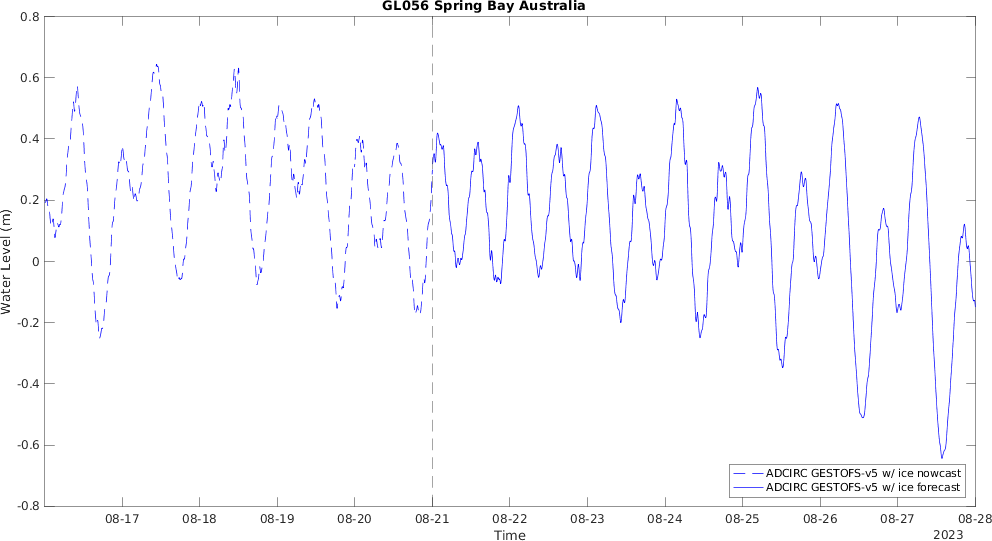 GL056 Spring Bay Australia
Water Level (m)
0.8
0.6
0.4
0.2
0
-0.2
-0.4
-0.6
-0.8
ADCIRC GESTOFS-v5 w/ ice nowcast
ADCIRC GESTOFS-v5 w/ ice forecast
08-17 08-18 08-19 08-20 08-21 08-22 08-23 08-24 08-25 08-26 08-27 08-28
Time
2023